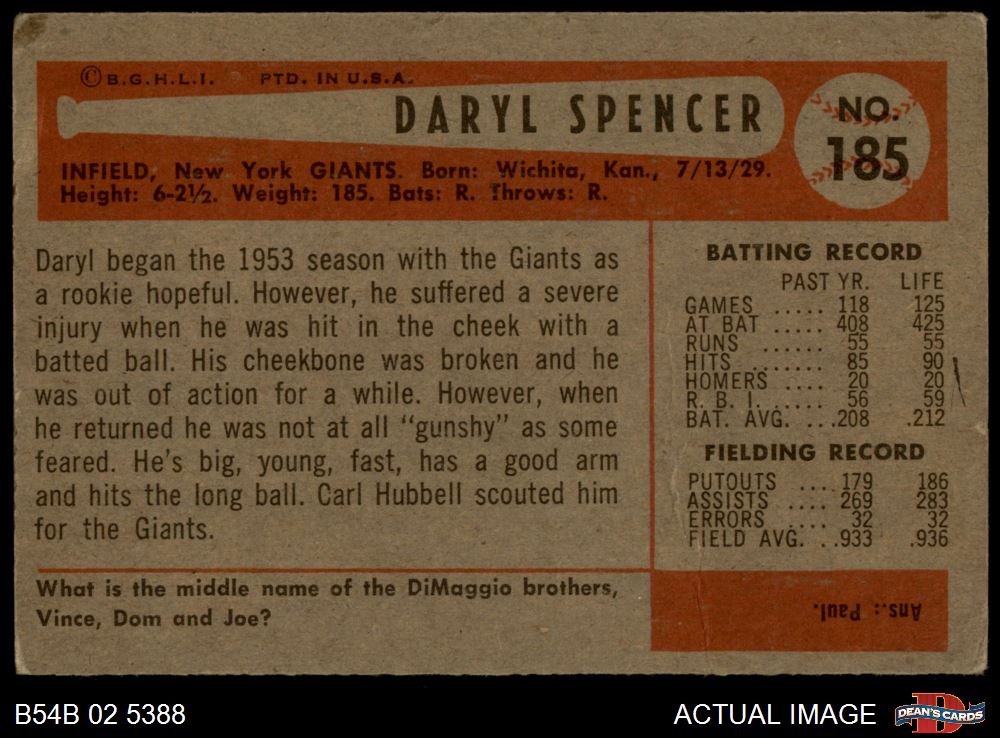 ©B.G.H.L.I. PTD. IN U.S.A.
DARYL SPENCER
NO.
185
INFIELD, New York GIANTS. Born: Wichita, Kan., 7/13/29.
Height: 6-2½. Weight: 185. Bats: R. Throws: R.
Daryl began the 1953 season with the Giants as
a rookie hopeful. However, he suffered a severe
injury when he was hit in the cheek with a
batted ball. His cheekbone was broken and he
was out of action for a while. However, when
he returned he was not at all "gunshy" as some
feared. He's big, young, fast, has a good arm
and hits the long ball. Carl Hubbell scouted him
for the Giants.
BATTING RECORD
PAST YR. LIFE
GAMES ..... 118 125
AT BAT ..... 408 425
RUNS ...... 55 55
HITS ....... 85 90
HOMERS .... 20 20
R. B. I. ..... 56 59
BAT. AVG. ...208 .212
FIELDING RECORD
PUTOUTS .... 179 186
ASSISTS .... 269 283
ERRORS .... 32 32
FIELD AVG. ..933 .936
What is the middle name of the DiMaggio brothers,
Vince, Dom and Joe?
Ans.: Paul.
B54B 02 5388
ACTUAL IMAGE
DEAN'S CARDS